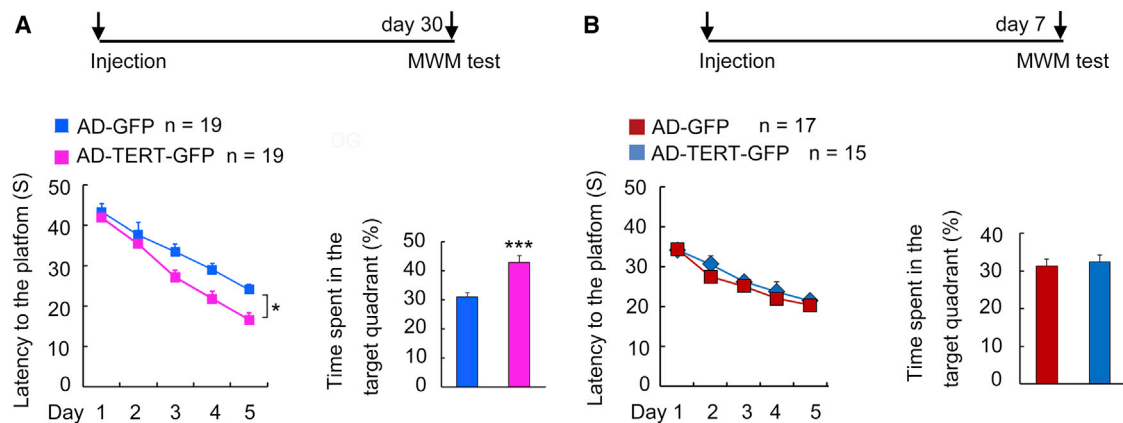 A
day 30
Injection
MWM test
AD-GFP n = 19
AD-TERT-GFP n = 19
DG
Latency to the platfom (S)
50
40
30
20
10
0
*
Day 1 2 3 4 5
Time spent in the
target quadrant (%)
50
40
30
20
10
0
***
B
day 7
Injection
MWM test
AD-GFP n = 17
AD-TERT-GFP n = 15
Latency to the platfom (S)
50
40
30
20
10
0
Day 1 2 3 4 5
Time spent in the
target quadrant (%)
40
30
40
10
0